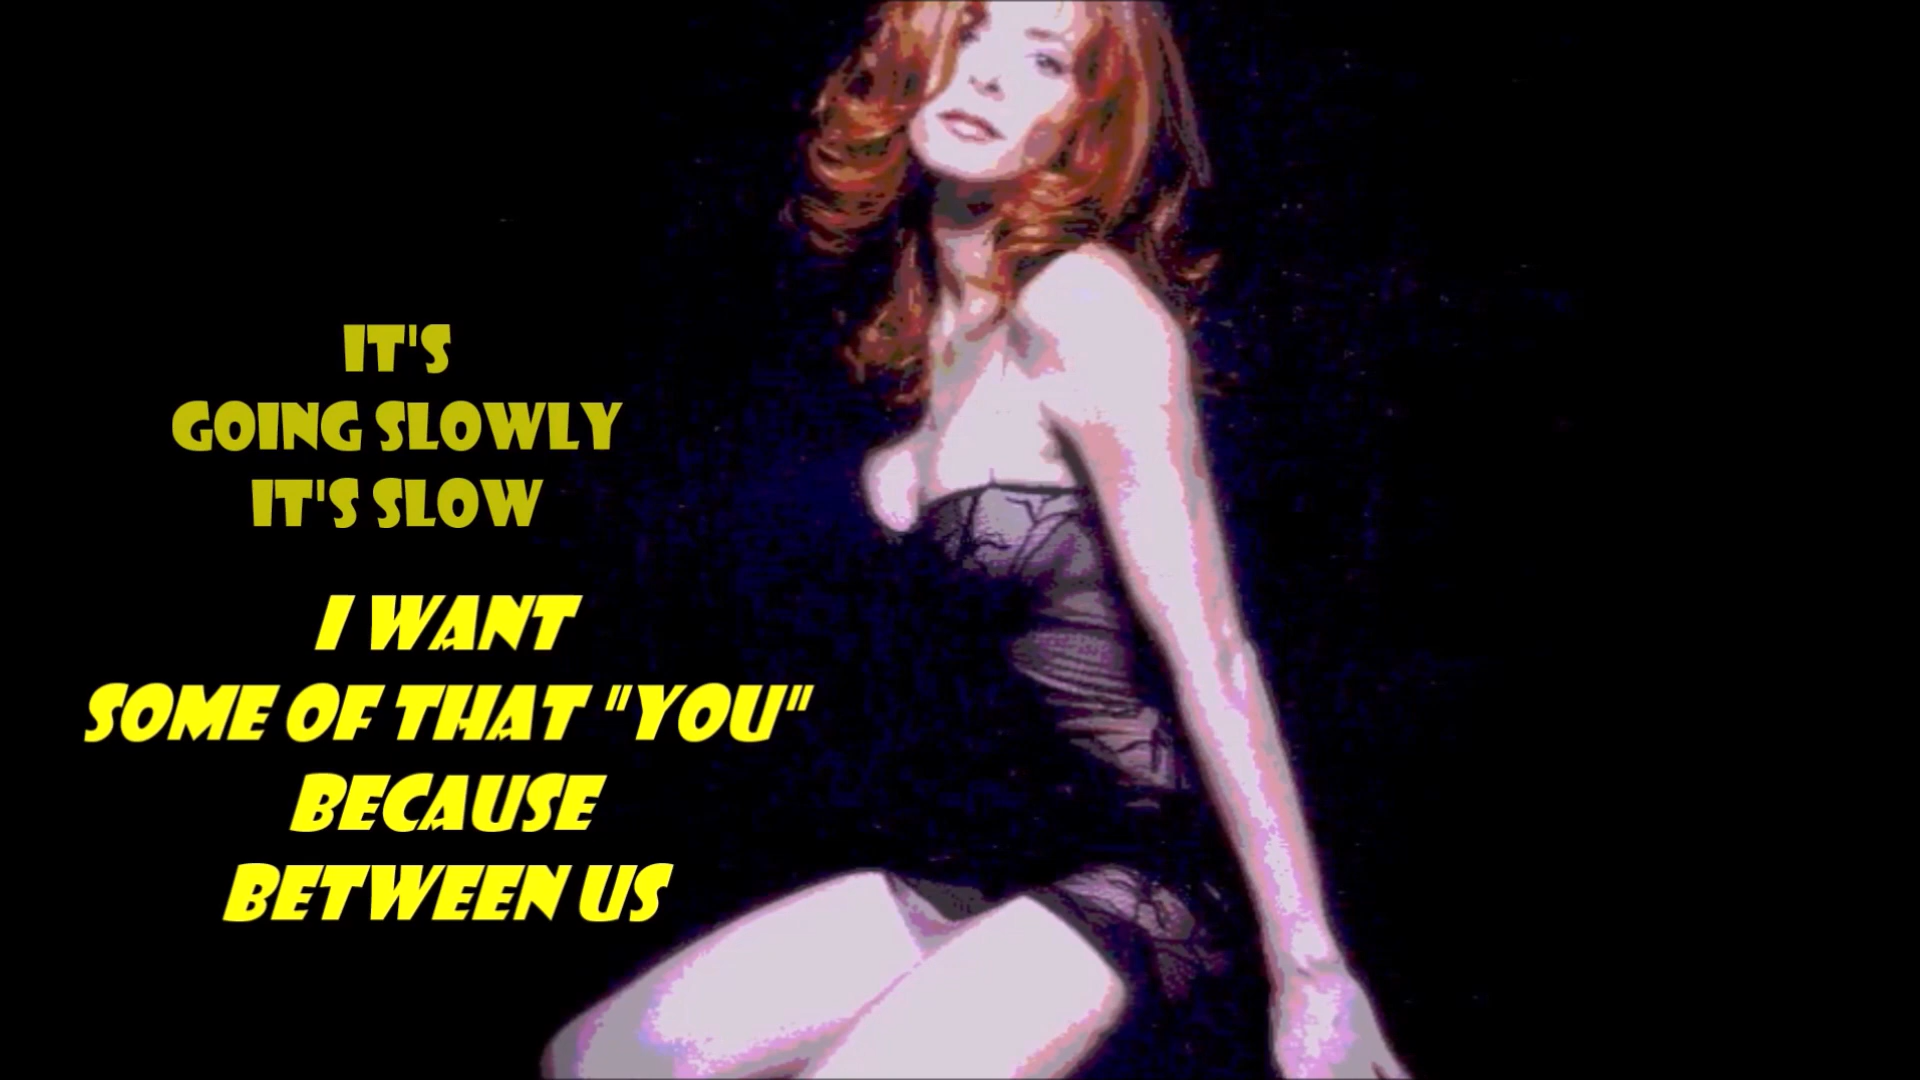 IT'S
GOING SLOWLY
IT'S SLOW
I WANT
SOME OF THAT "YOU"
BECAUSE
BETWEEN US